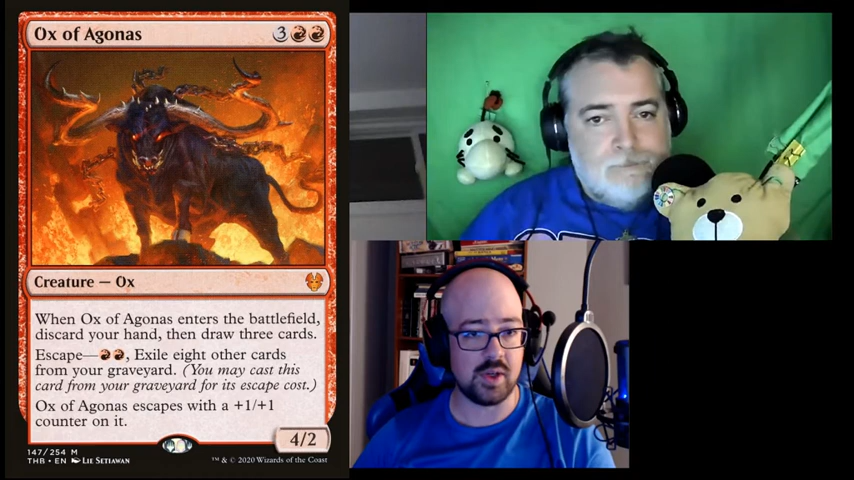 Ox of Agonas
3
Creature — Ox
When Ox of Agonas enters the battlefield,
discard your hand, then draw three cards.
Escape—, Exile eight other cards
from your graveyard. (You may cast this
card from your graveyard for its escape cost.)
Ox of Agonas escapes with a +1/+1
counter on it.
4/2
147/254 M
THB • EN LIE SETIAWAN
™ & © 2020 Wizards of the Coast